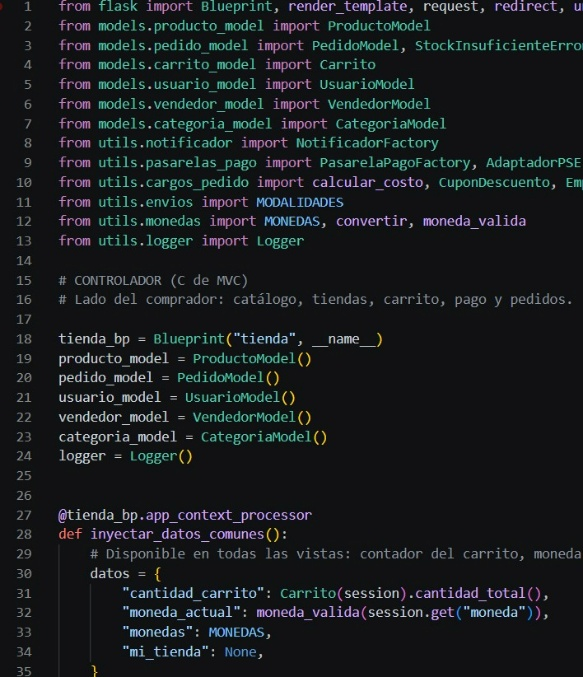 1 from flask import Blueprint, render_template, request, redirect,
2 from models.producto_model import ProductoModel
3 from models.pedido_model import PedidoModel, StockInsuficienteErro
4 from models.carrito_model import Carrito
5 from models.usuario_model import UsuarioModel
6 from models.vendedor_model import VendedorModel
7 from models.categoria_model import CategoriaModel
8 from utils.notificador import NotificadorFactory
9 from utils.pasarelas_pago import PasarelaPagoFactory, AdaptadorPSE
10 from utils.cargos_pedido import calcular_costo, CuponDescuento, Em
11 from utils.envios import MODALIDADES
12 from utils.monedas import MONEDAS, convertir, moneda_valida
13 from utils.logger import Logger
14
15 # CONTROLADOR (C de MVC)
16 # Lado del comprador: catálogo, tiendas, carrito, pago y pedidos.
17
18 tienda_bp = Blueprint("tienda", __name__)
19 producto_model = ProductoModel()
20 pedido_model = PedidoModel()
21 usuario_model = UsuarioModel()
22 vendedor_model = VendedorModel()
23 categoria_model = CategoriaModel()
24 logger = Logger()
25
26
27 @tienda_bp.app_context_processor
28 def inyectar_datos_comunes():
29 # Disponible en todas las vistas: contador del carrito, moneda
30 datos = {
31 "cantidad_carrito": Carrito(session).cantidad_total(),
32 "moneda_actual": moneda_valida(session.get("moneda")),
33 "monedas": MONEDAS,
34 "mi_tienda": None,
35 }